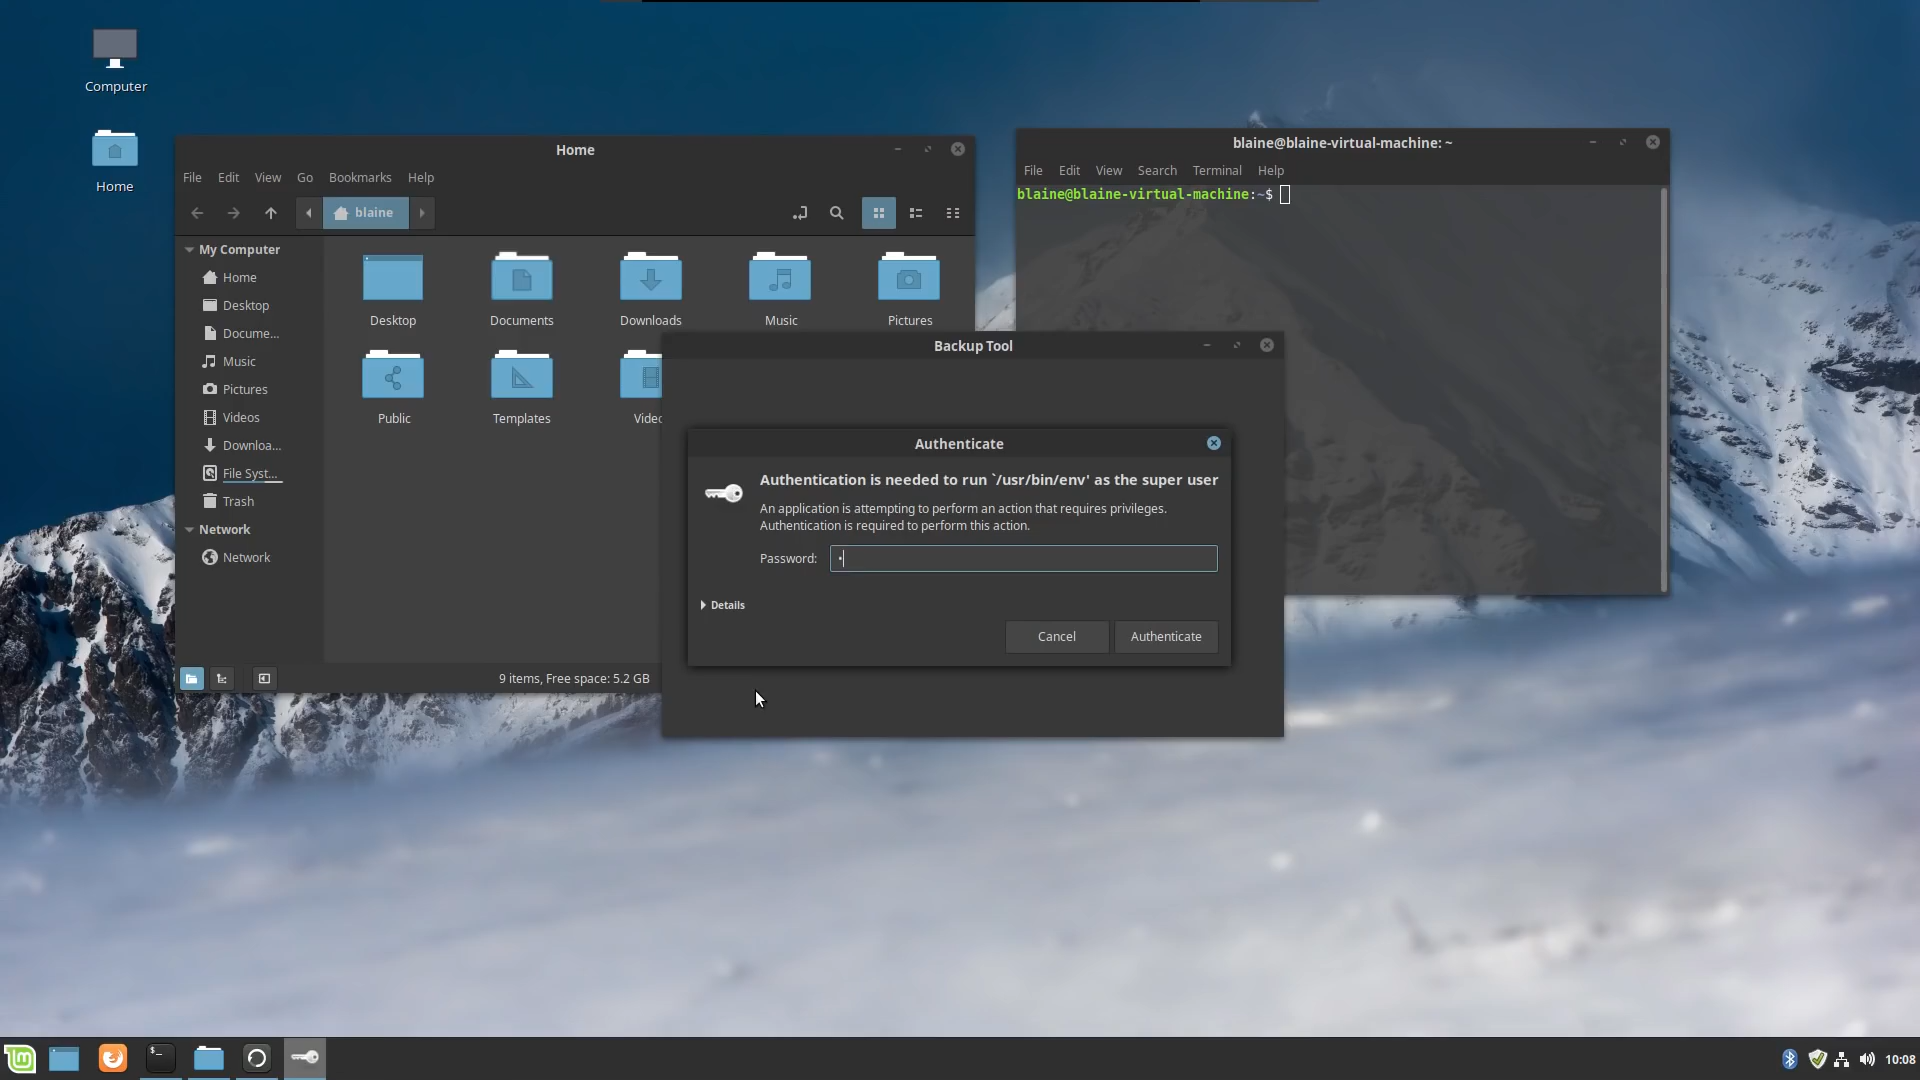 Computer
Home
Home
File Edit View Go Bookmarks Help
blaine
My Computer
Home
Desktop
Docume...
Music
Pictures
Videos
Downloa...
File Syst...
Trash
Network
Network
Desktop
Documents
Downloads
Music
Pictures
Public
Templates
Videc
9 items, Free space: 5.2 GB
blaine@blaine-virtual-machine: ~
File Edit View Search Terminal Help
blaine@blaine-virtual-machine:~$
Backup Tool
Authenticate
Authentication is needed to run `/usr/bin/env' as the super user
An application is attempting to perform an action that requires privileges.
Authentication is required to perform this action.
Password:
Details
Cancel
Authenticate
10:08